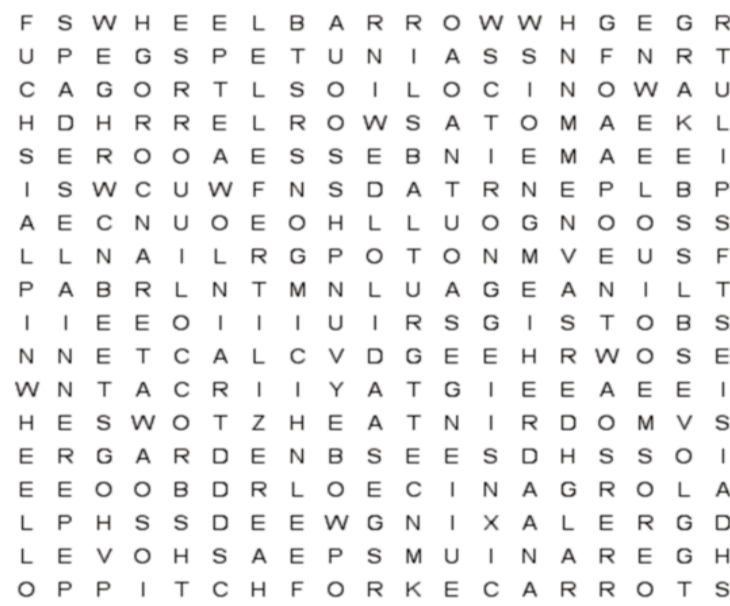 F S W H E E L B A R R O W W H G E G R
U P E G S P E T U N I A S S N F N R T
C A G O R T L S O I L O C I N O W A U
H D H R R E L R O W S A T O M A E K L
S E R O O A E S S E B N I E M A E E I
I S W C U W F N S D A T R N E P L B P
A E C N U O E O H L L U O G N O O S S
L L N A I L R G P O T O N M V E U S F
P A B R L N T M N L U A G E A N I L T
I I E E O I I I U I R S G I S T O B S
N N E T C A L C V D G E E H R W O S E
W N T A C R I I Y A T G I E E A E E I
H E S W O T Z H E A T N I R D O M V S
E R G A R D E N B S E E S D H S S O I
E E O O B D R L O E C I N A G R O L A
L P H S S D E E W G N I X A L E R G D
L E V O H S A E P S M U I N A R E G H
O P P I T C H F O R K E C A R R O T S